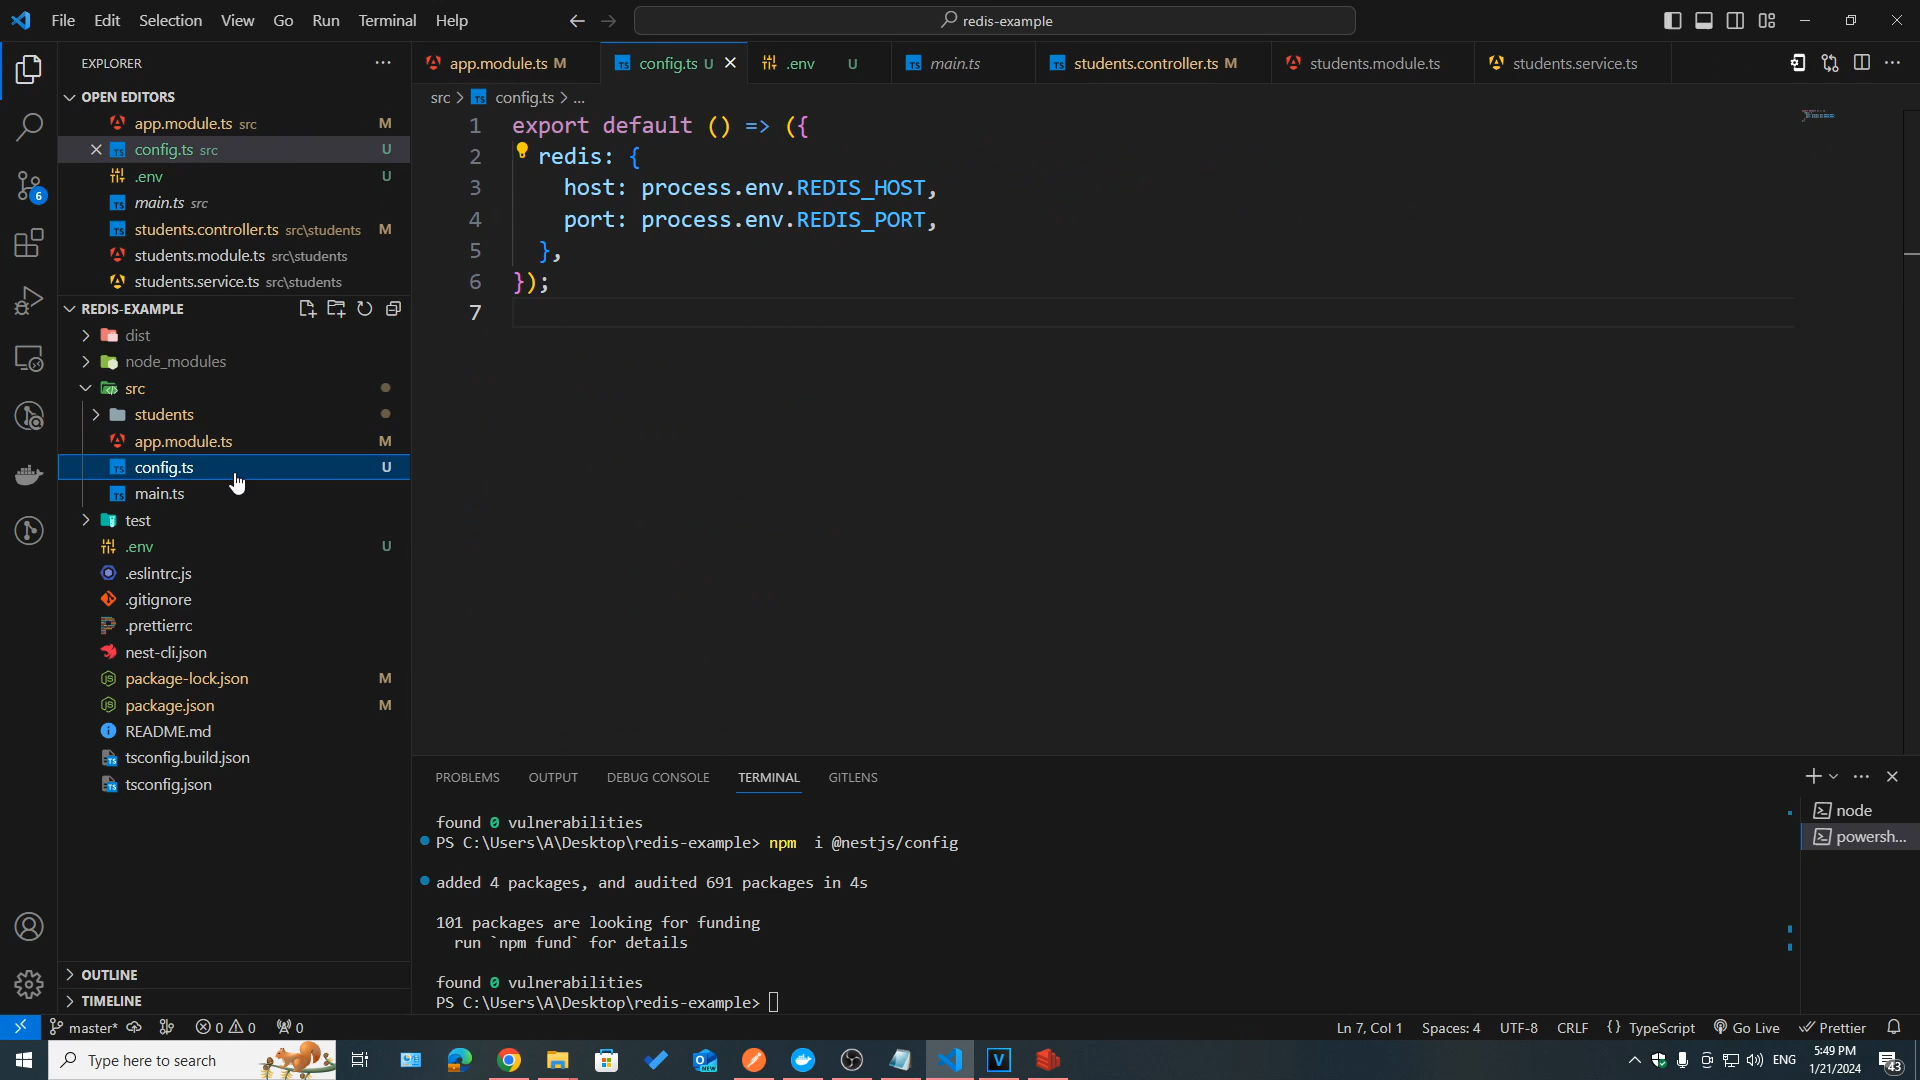 File Edit Selection View Go Run Terminal Help
redis-example
EXPLORER
OPEN EDITORS
app.module.ts src M
config.ts src U
.env U
main.ts src
students.controller.ts src\students M
students.module.ts src\students
students.service.ts src\students
REDIS-EXAMPLE
dist
node_modules
src
students
app.module.ts M
config.ts U
main.ts
test
.env U
.eslintrc.js
.gitignore
.prettierrc
nest-cli.json
package-lock.json M
package.json M
README.md
tsconfig.build.json
tsconfig.json
OUTLINE
TIMELINE
6
app.module.ts M config.ts U .env U main.ts students.controller.ts M students.module.ts students.service.ts
src > config.ts > ...
1 export default () => ({
2 redis: {
3 host: process.env.REDIS_HOST,
4 port: process.env.REDIS_PORT,
5 },
6 });
7
PROBLEMS OUTPUT DEBUG CONSOLE TERMINAL GITLENS
found 0 vulnerabilities
PS C:\Users\A\Desktop\redis-example> npm i @nestjs/config
added 4 packages, and audited 691 packages in 4s
101 packages are looking for funding
run `npm fund` for details
found 0 vulnerabilities
PS C:\Users\A\Desktop\redis-example>
node
powersh...
master* 0 0 0 Ln 7, Col 1 Spaces: 4 UTF-8 CRLF {} TypeScript Go Live Prettier
Type here to search
NEW
ENG
5:49 PM
1/21/2024
43